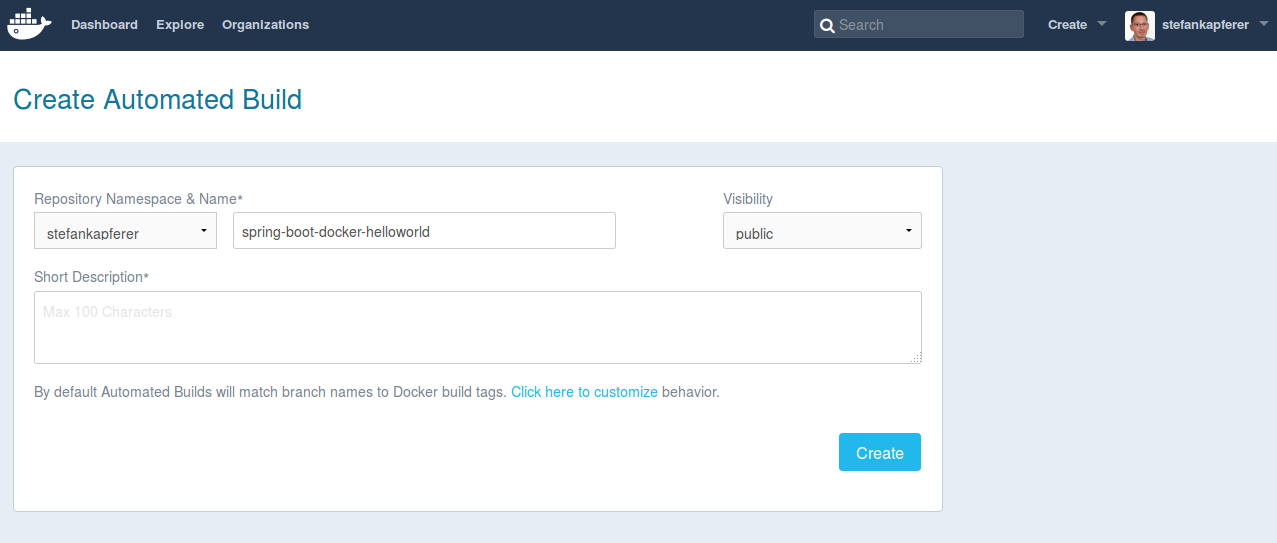 Dashboard Explore Organizations Search Create stefankapferer
Create Automated Build
Repository Namespace & Name* Visibility
stefankapferer spring-boot-docker-helloworld public
Short Description*
Max 100 Characters
By default Automated Builds will match branch names to Docker build tags. Click here to customize behavior.
Create